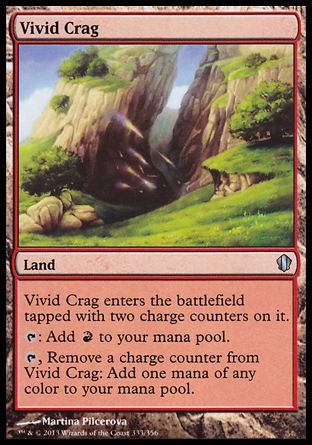 Vivid Crag
Land
Vivid Crag enters the battlefield
tapped with two charge counters on it.
: Add to your mana pool.
, Remove a charge counter from
Vivid Crag: Add one mana of any
color to your mana pool.
Martina Pilcerova
™ & © 2013 Wizards of the Coast 333/356